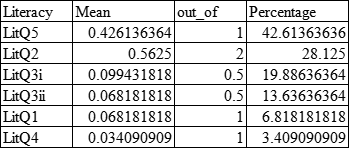 Literacy Mean out_of Percentage
LitQ5 0.426136364 1 42.61363636
LitQ2 0.5625 2 28.125
LitQ3i 0.099431818 0.5 19.88636364
LitQ3ii 0.068181818 0.5 13.63636364
LitQ1 0.068181818 1 6.818181818
LitQ4 0.034090909 1 3.409090909